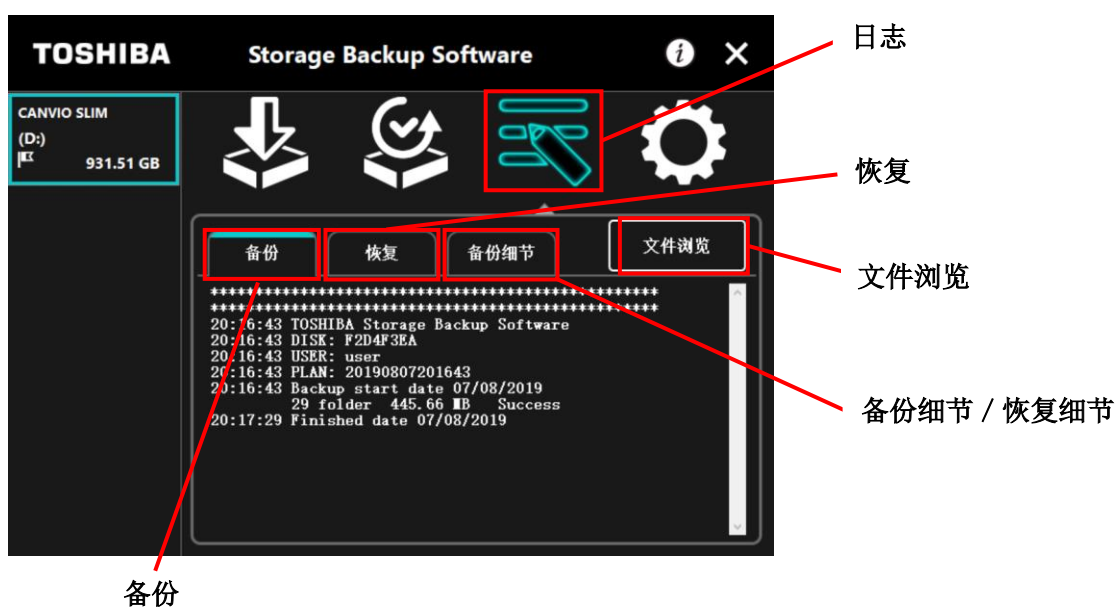 日志
TOSHIBA Storage Backup Software
CANVIO SLIM
(D:)
931.51 GB
恢复
备份 恢复 备份细节 文件浏览
文件浏览
*************************************************
*************************************************
20:16:43 TOSHIBA Storage Backup Software
20:16:43 DISK: F2D4F3EA
20:16:43 USER: user
20:16:43 PLAN: 20190807201643
20:16:43 Backup start date 07/08/2019
29 folder 445.66 MB Success
20:17:29 Finished date 07/08/2019
备份细节 / 恢复细节
备份